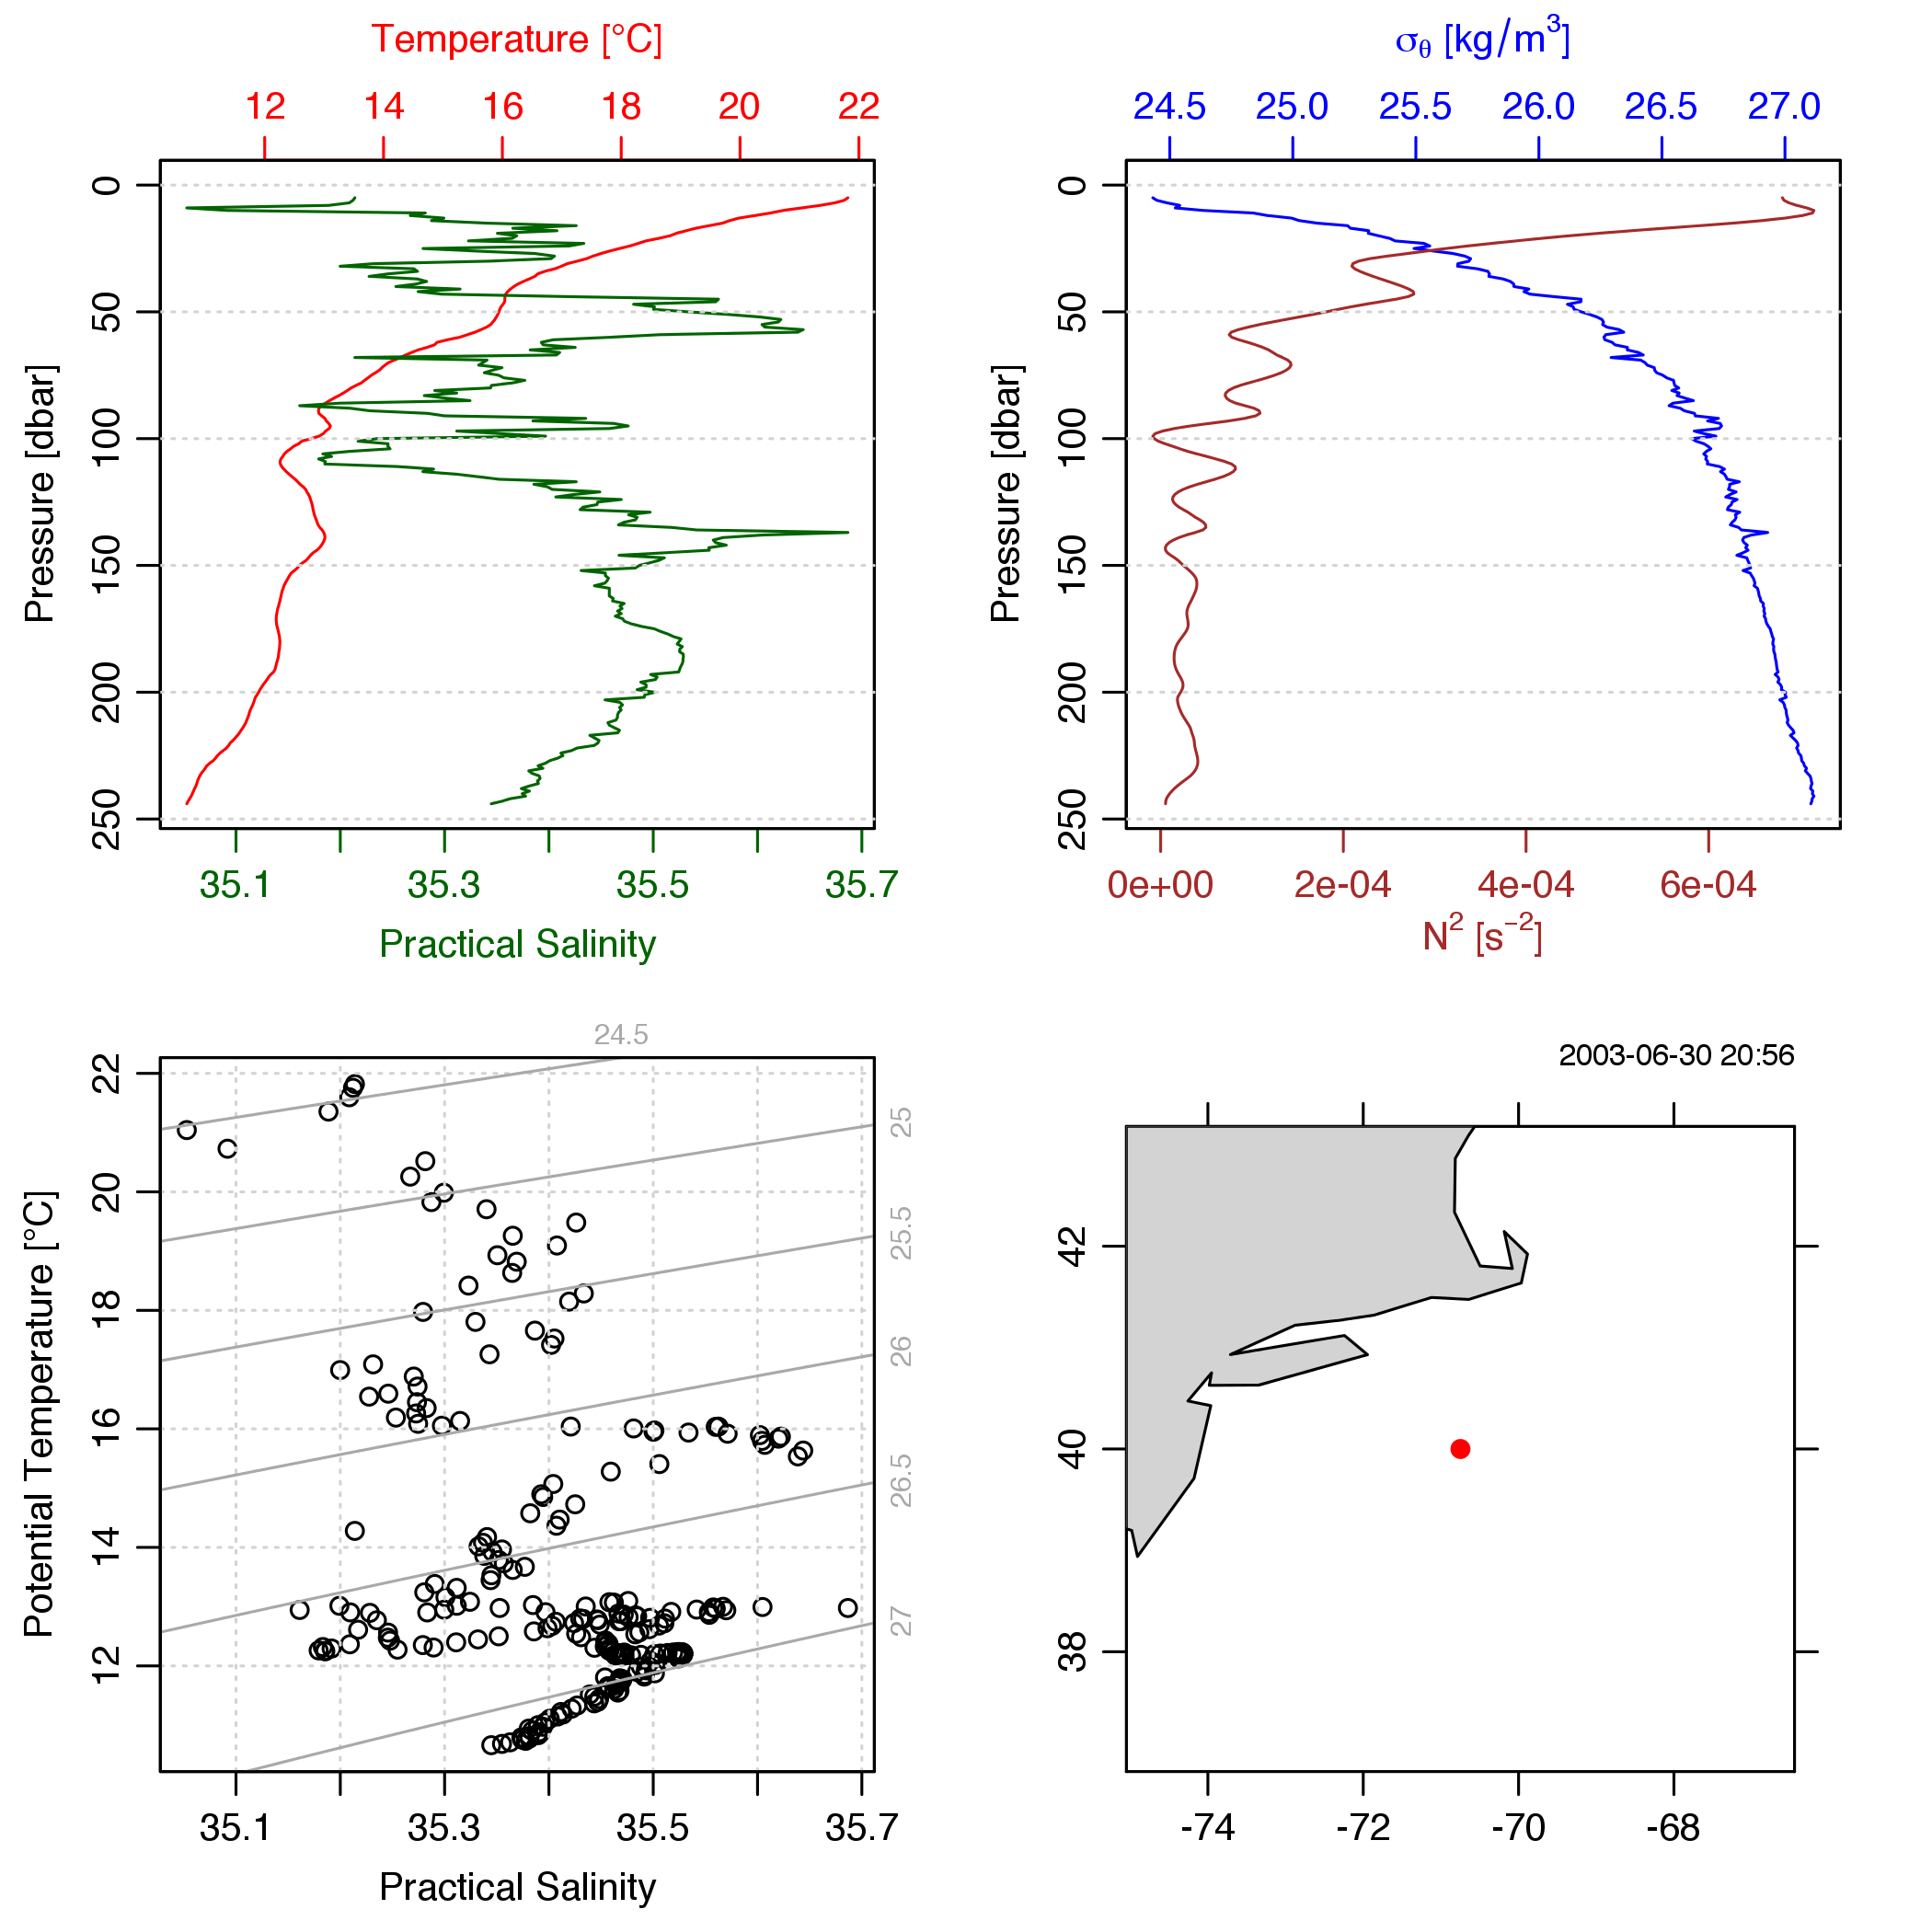 Temperature [°C]
12 14 16 18 20 22
0
50
100
150
200
250
Pressure [dbar]
35.1 35.3 35.5 35.7
Practical Salinity
σθ [kg/m³]
24.5 25.0 25.5 26.0 26.5 27.0
0
50
100
150
200
250
Pressure [dbar]
0e+00 2e-04 4e-04 6e-04
N² [s⁻²]
24.5
25
25.5
26
26.5
27
22
20
18
16
14
12
Potential Temperature [°C]
35.1 35.3 35.5 35.7
Practical Salinity
2003-06-30 20:56
42
40
38
-74 -72 -70 -68